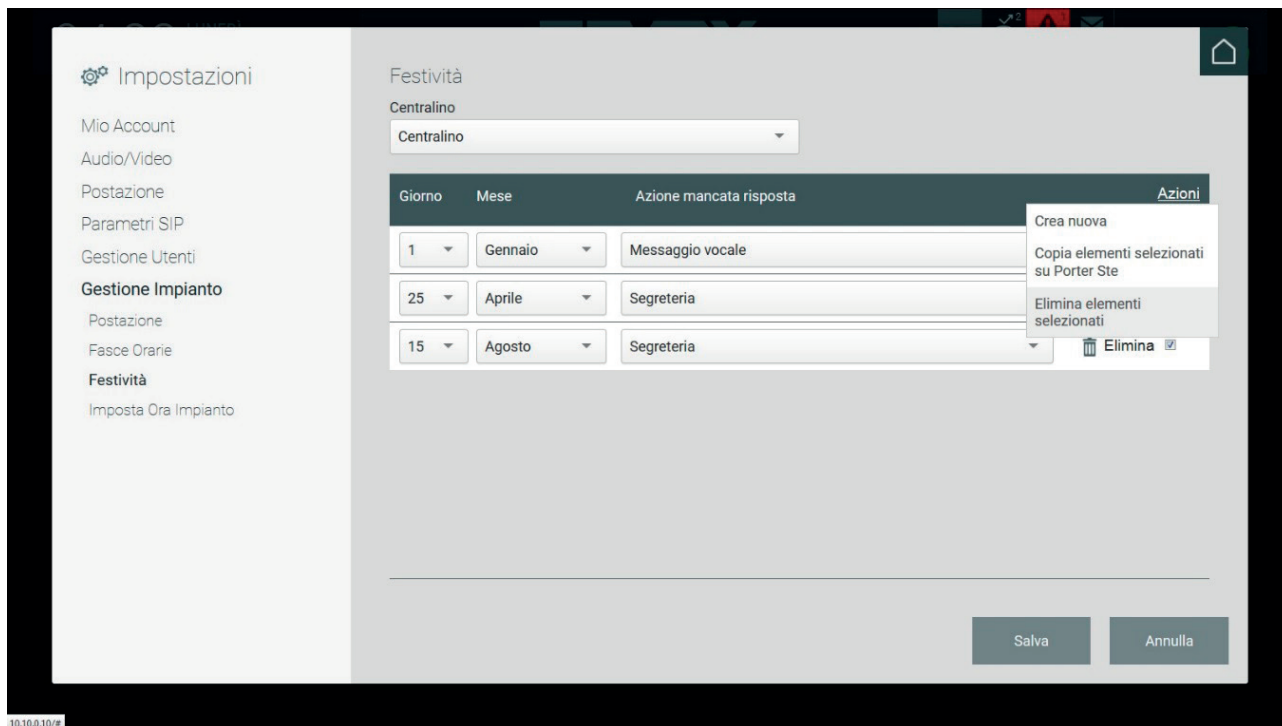 Impostazioni
Mio Account
Audio/Video
Postazione
Parametri SIP
Gestione Utenti
Gestione Impianto
Postazione
Fasce Orarie
Festività
Imposta Ora Impianto
Festività
Centralino
Centralino
Giorno Mese Azione mancata risposta Azioni
Crea nuova
Copia elementi selezionati
su Porter Ste
Elimina elementi
selezionati
1 Gennaio Messaggio vocale
25 Aprile Segreteria
15 Agosto Segreteria Elimina
Salva Annulla
10.10.0.10/#